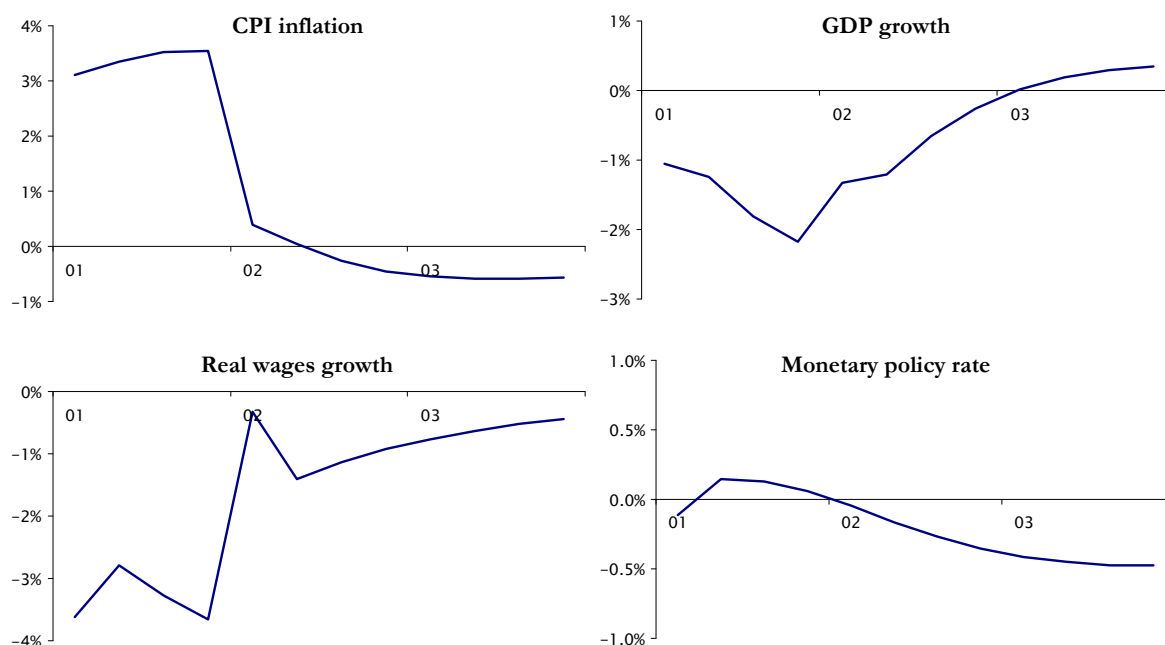 CPI inflation
4%
3%
2%
1%
0%
−1%
01 02 03
GDP growth
1%
0%
−1%
−2%
−3%
01 02 03
Real wages growth
0%
−1%
−2%
−3%
−4%
01 02 03
Monetary policy rate
1.0%
0.5%
0.0%
−0.5%
−1.0%
01 02 03